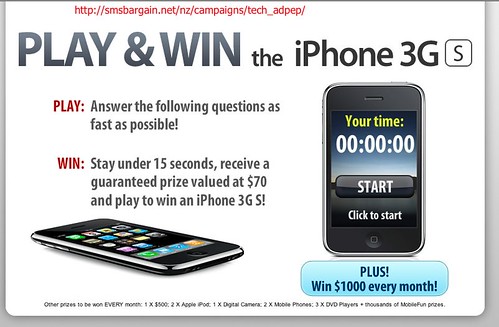 http://smsbargain.net/nz/campaigns/tech_adpep/
PLAY & WIN the iPhone 3G S
PLAY: Answer the following questions as
fast as possible!
WIN: Stay under 15 seconds, receive a
guaranteed prize valued at $70
and play to win an iPhone 3G S!
Your time:
00:00:00
START
Click to start
PLUS!
Win $1000 every month!
Other prizes to be won EVERY month: 1 X $500; 2 X Apple iPod; 1 X Digital Camera; 2 X Mobile Phones; 3 X DVD Players + thousands of MobileFun prizes.